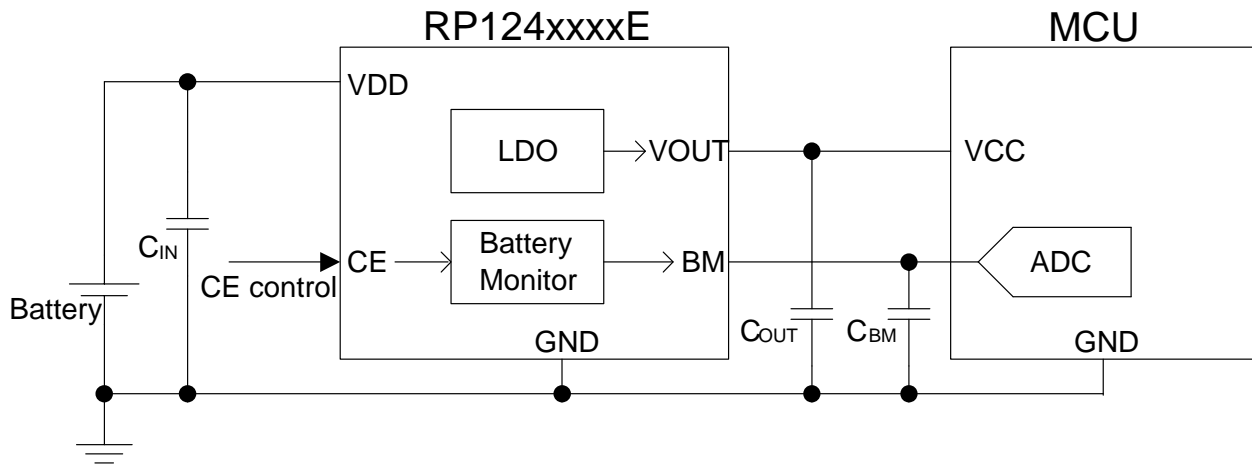 RP124xxxxE
MCU
VDD
LDO
VOUT
VCC
CIN
CE
Battery
Monitor
BM
ADC
CE control
Battery
COUT
CBM
GND
GND